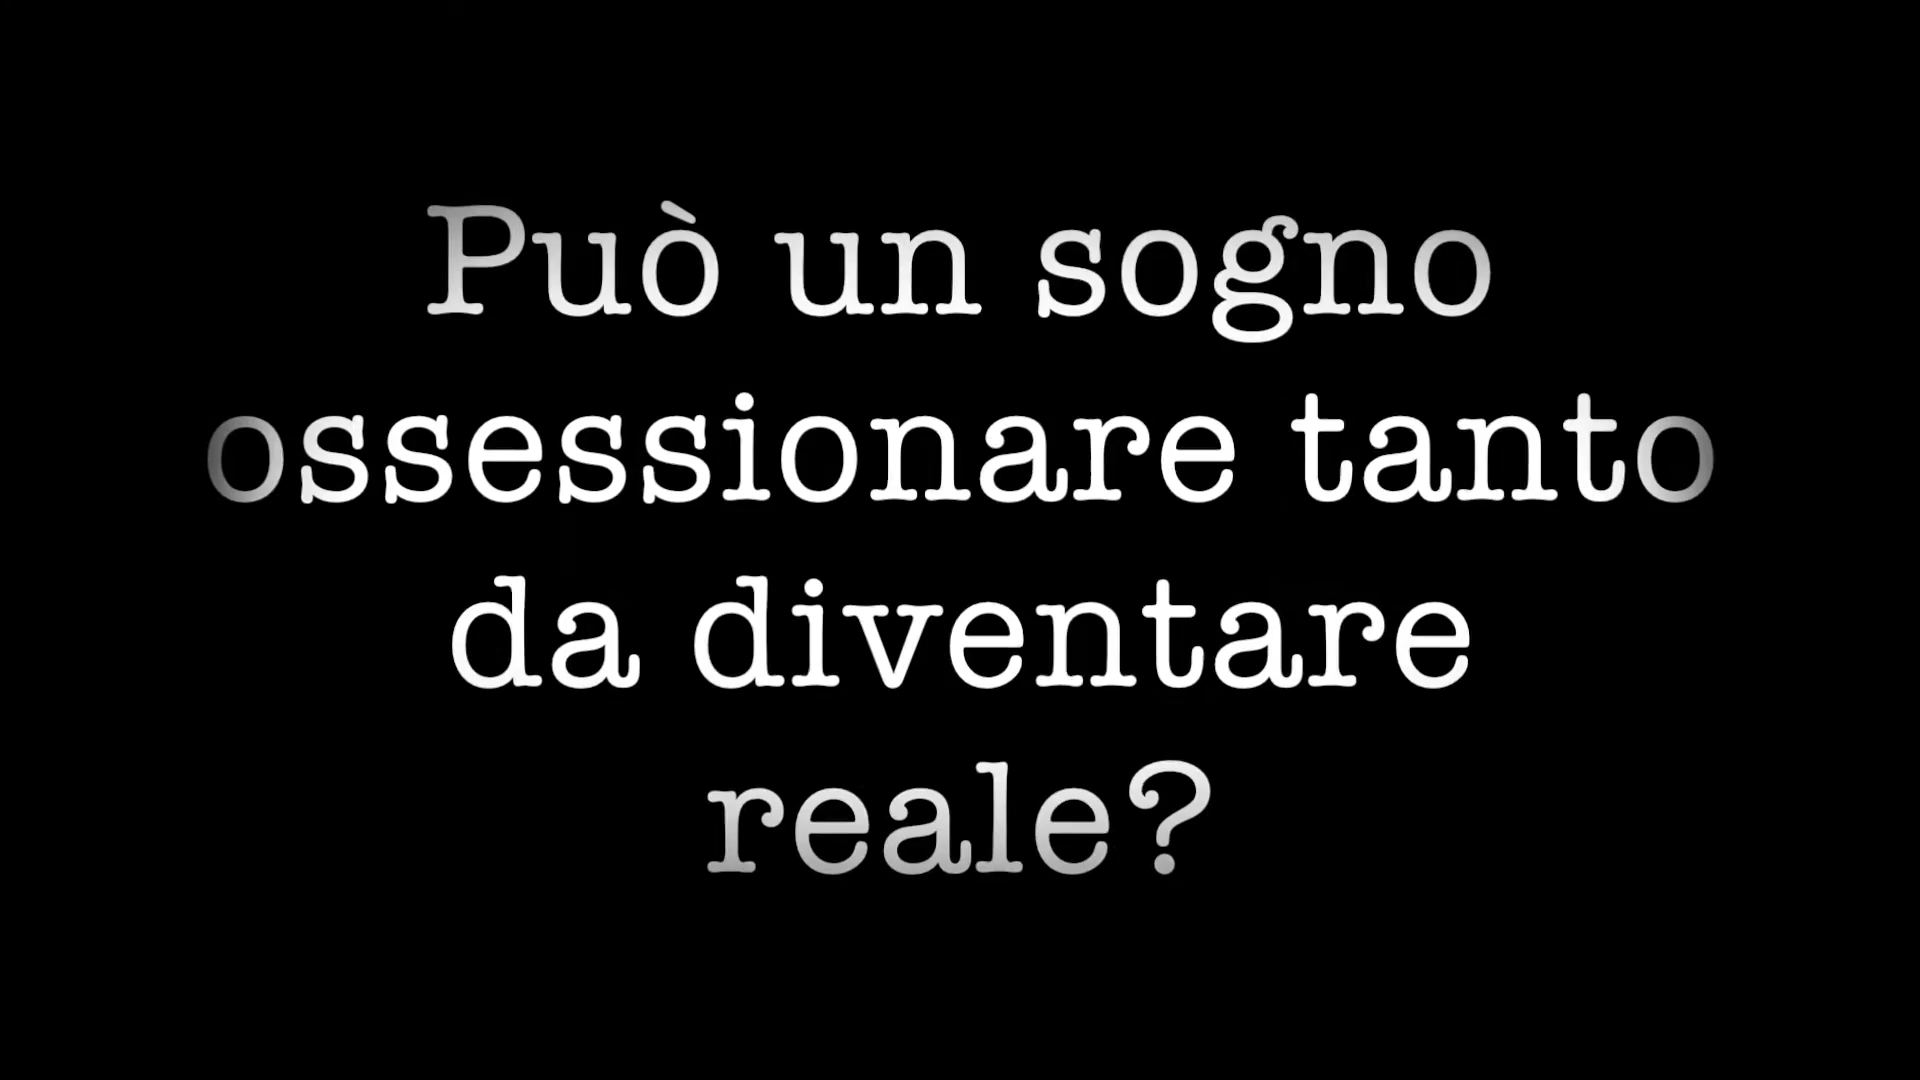 Può un sogno
ossessionare tanto
da diventare
reale?